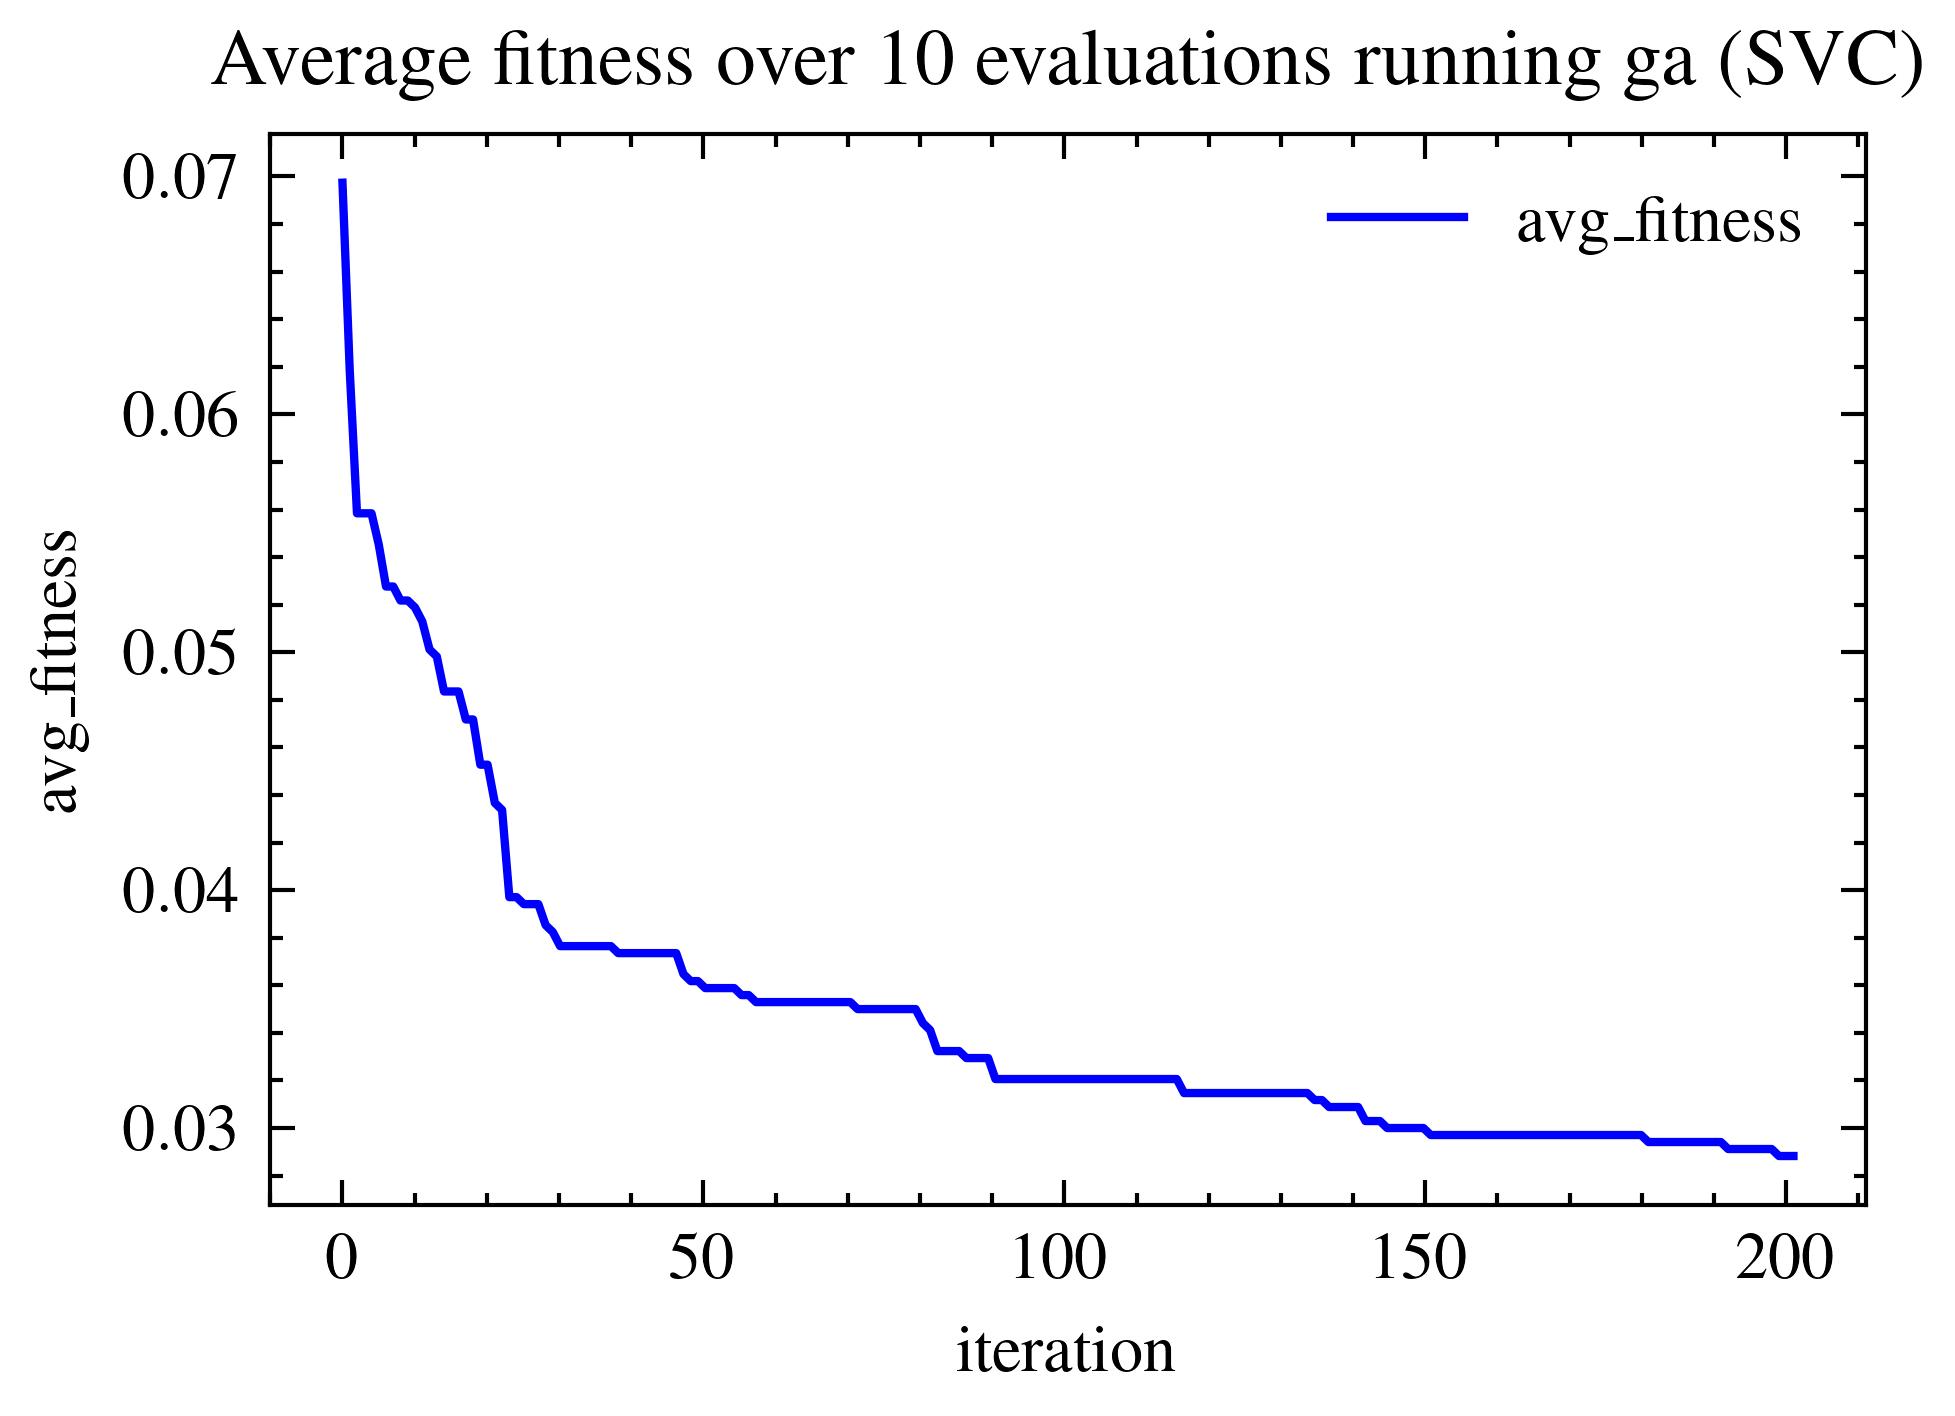 Average fitness over 10 evaluations running ga (SVC)
avg_fitness
0.07
0.06
0.05
0.04
0.03
avg_fitness
0 50 100 150 200
iteration